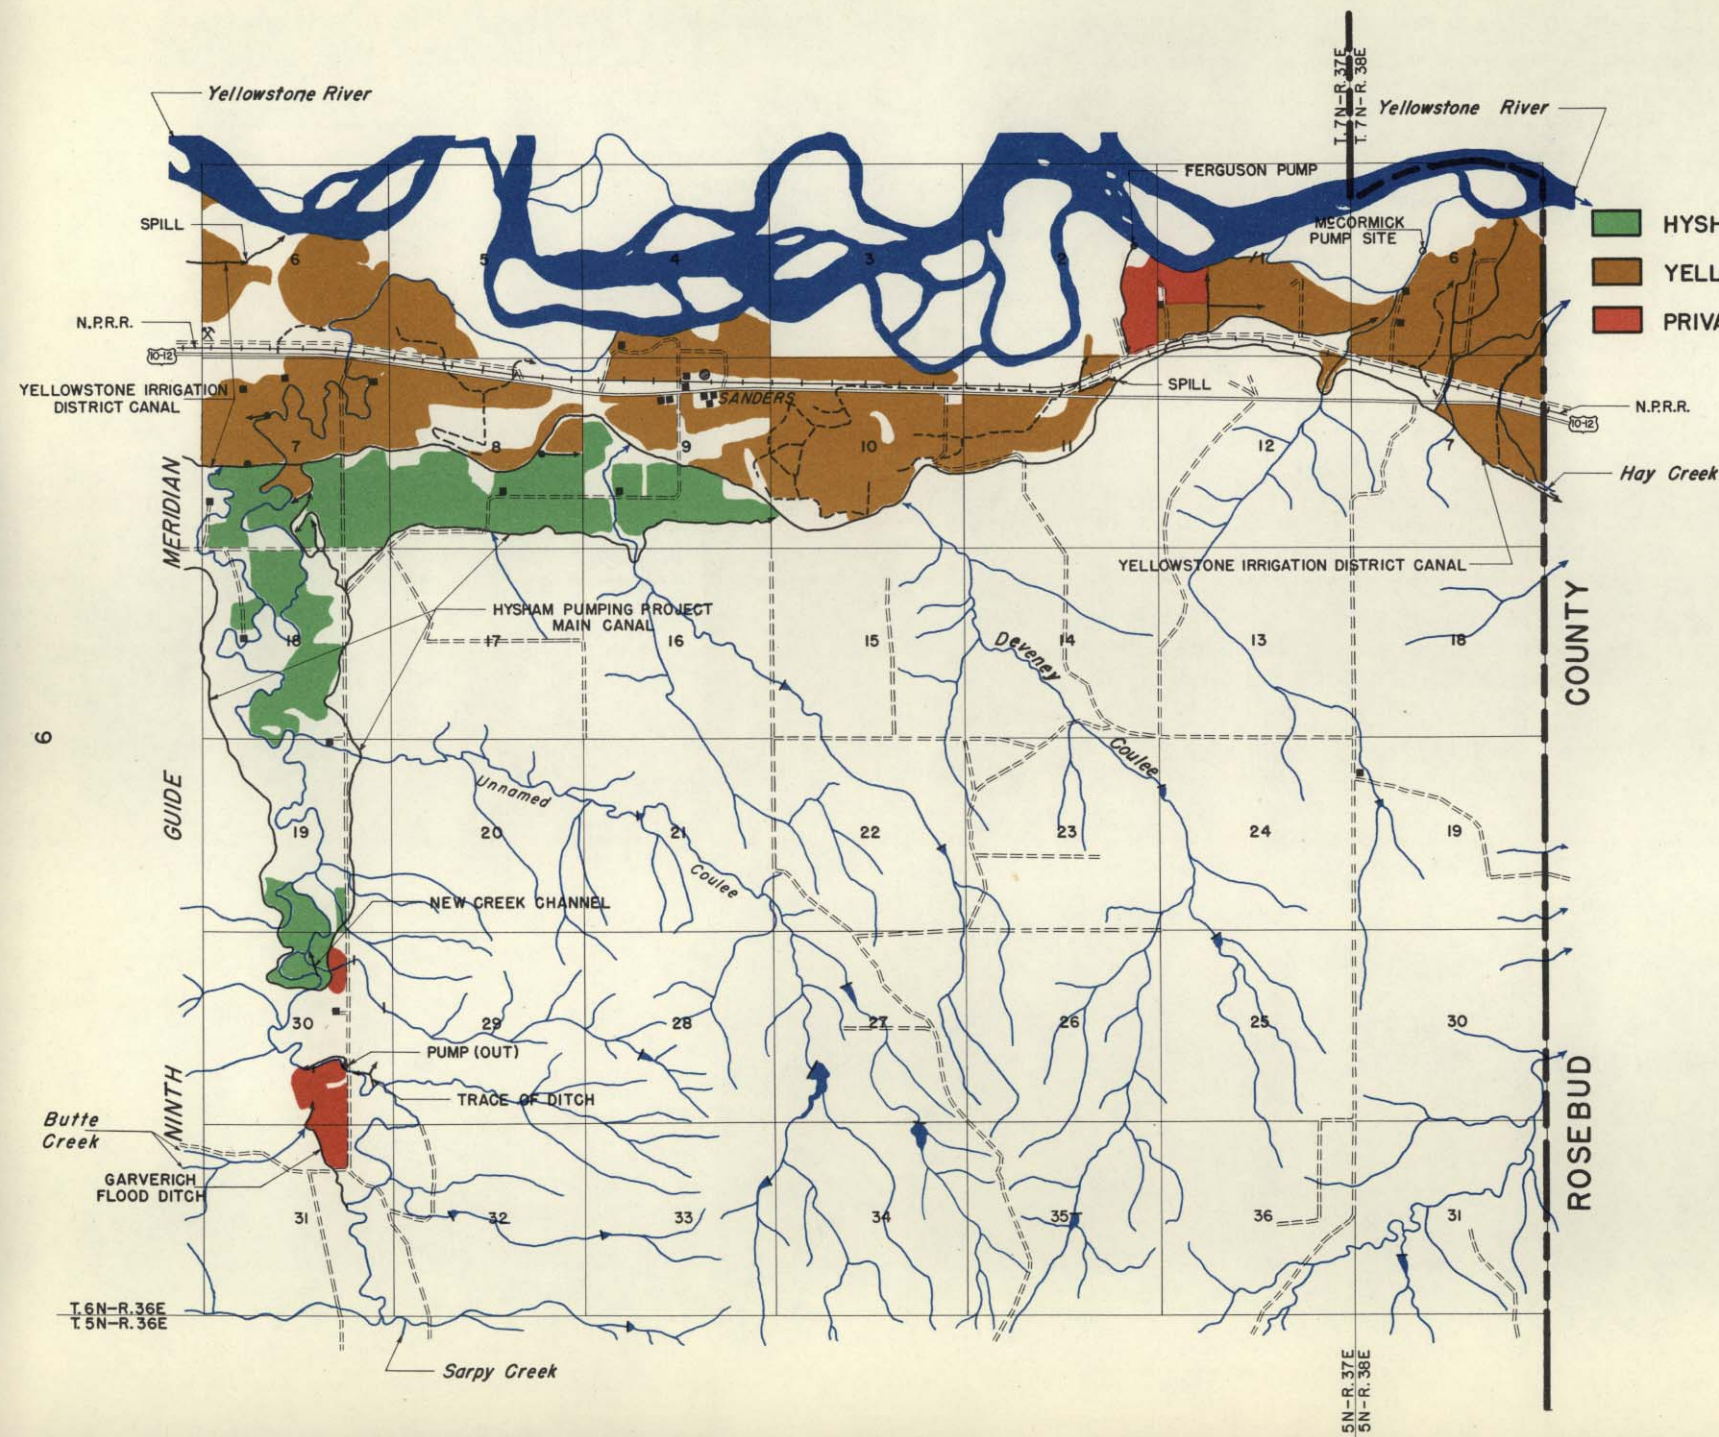 T. 7N-R. 37E
T. 7N-R. 38E
Yellowstone River
Yellowstone River
FERGUSON PUMP
SPILL
McCORMICK
PUMP SITE
HYSH
YELL
PRIVA
6
5
4
3
2
1
6
N.P.R.R.
10-12
YELLOWSTONE IRRIGATION
DISTRICT CANAL
SPILL
SANDERS
N.P.R.R.
10-12
7
8
9
10
11
12
7
Hay Creek
MERIDIAN
YELLOWSTONE IRRIGATION DISTRICT CANAL
HYSHAM PUMPING PROJECT
MAIN CANAL
18
17
16
15
14
13
18
Deveney
Coulee
COUNTY
9
GUIDE
Unnamed
Coulee
19
20
21
22
23
24
19
NEW CREEK CHANNEL
30
29
28
27
26
25
30
PUMP (OUT)
TRACE OF DITCH
NINTH
Butte
Creek
GARVERICH
FLOOD DITCH
ROSEBUD
31
32
33
34
35
36
31
T. 6N-R. 36E
T. 5N-R. 36E
Sarpy Creek
5N-R. 37E
5N-R. 38E